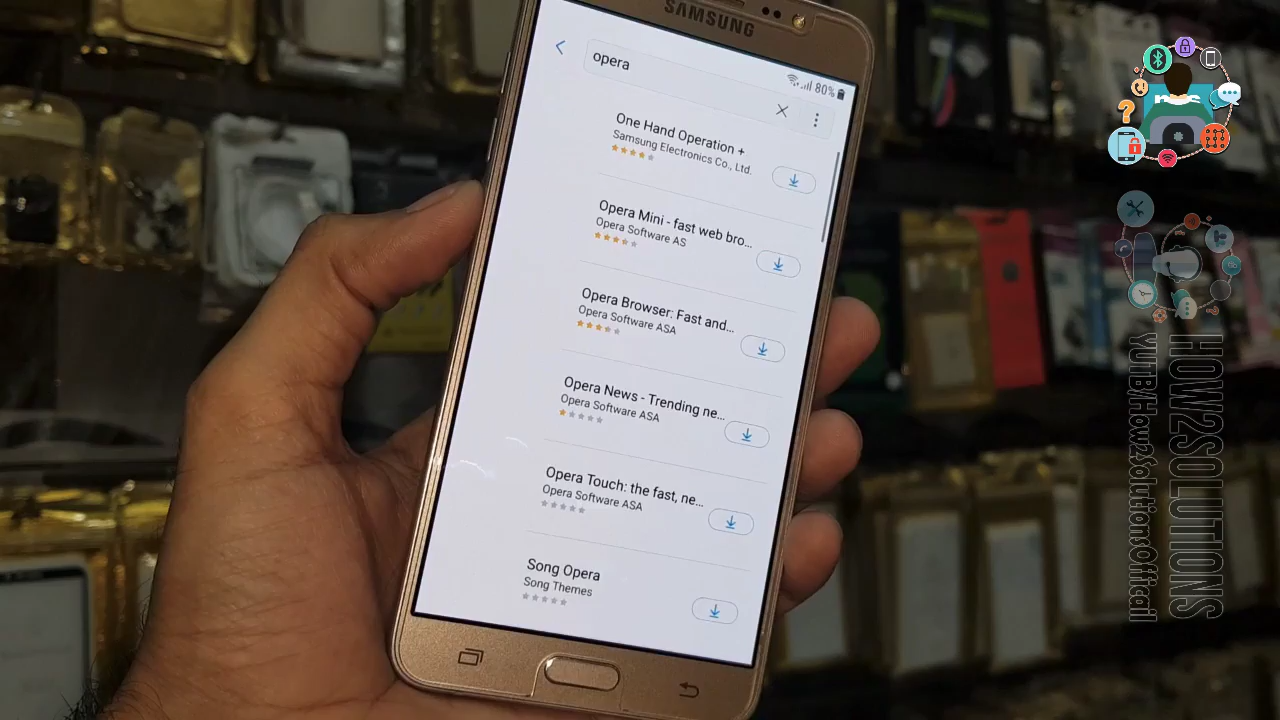 SAMSUNG
80%
opera
One Hand Operation +
Samsung Electronics Co., Ltd.
Opera Mini - fast web bro...
Opera Software AS
Opera Browser: Fast and...
Opera Software ASA
Opera News - Trending ne...
Opera Software ASA
Opera Touch: the fast, ne...
Opera Software ASA
Song Opera
Song Themes
HOW2SOLUTIONS
YUTB/How2SolutionsOfficail